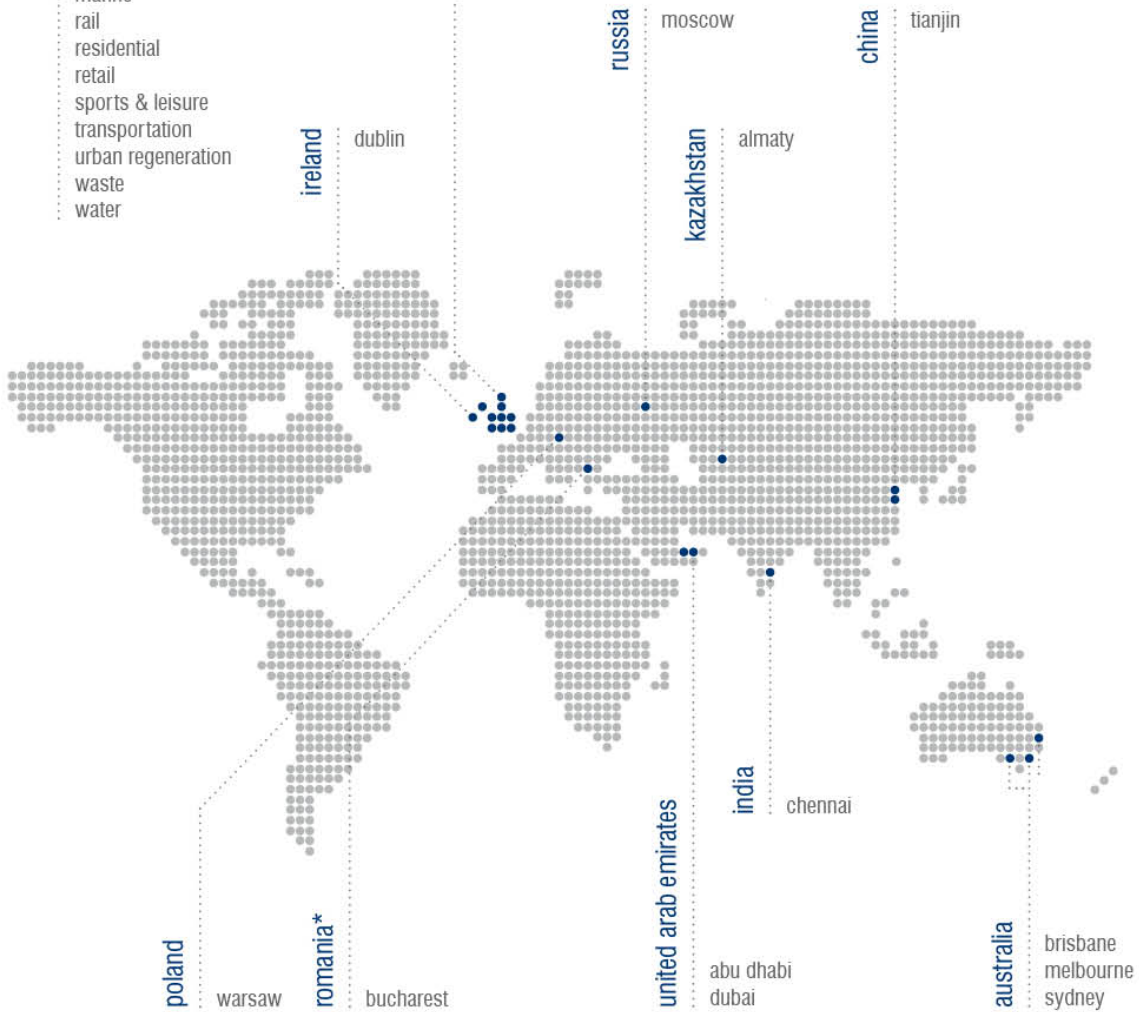 rail
residential
retail
sports & leisure
transportation
urban regeneration
waste
water
ireland
dublin
russia
moscow
kazakhstan
almaty
china
tianjin
poland
warsaw
romania*
bucharest
united arab emirates
abu dhabi
dubai
india
chennai
australia
brisbane
melbourne
sydney